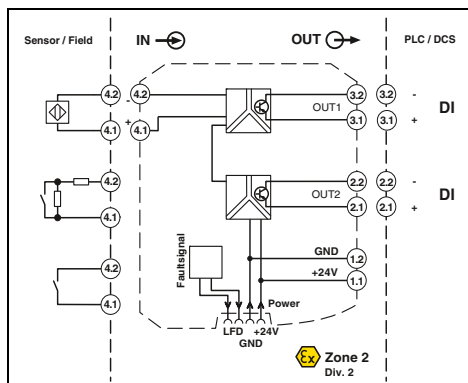 Sensor / Field
IN
OUT
PLC / DCS
4.2
-
4.2
3.2
3.2
-
DI
OUT1
4.1
+
4.1
3.1
3.1
+
4.2
2.2
2.2
-
DI
OUT2
4.1
2.1
2.1
+
Faultsignal
GND
1.2
4.2
+24V
1.1
4.1
Power
LFD
+24V
GND
Ex
Zone 2
Div. 2